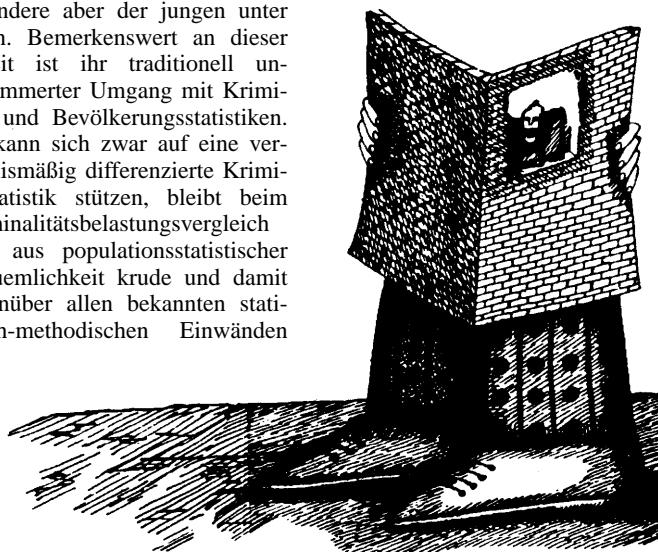 ndere aber der jungen unter
n. Bemerkenswert an dieser
it ist ihr traditionell un-
mmerter Umgang mit Krimi-
und Bevölkerungsstatistiken.
kann sich zwar auf eine ver-
ismäßig differenzierte Krimi-
atistik stützen, bleibt beim
ninalitätsbelastungsvergleich
aus populationsstatistischer
uemlichkeit krude und damit
nüber allen bekannten stati-
h-methodischen Einwänden